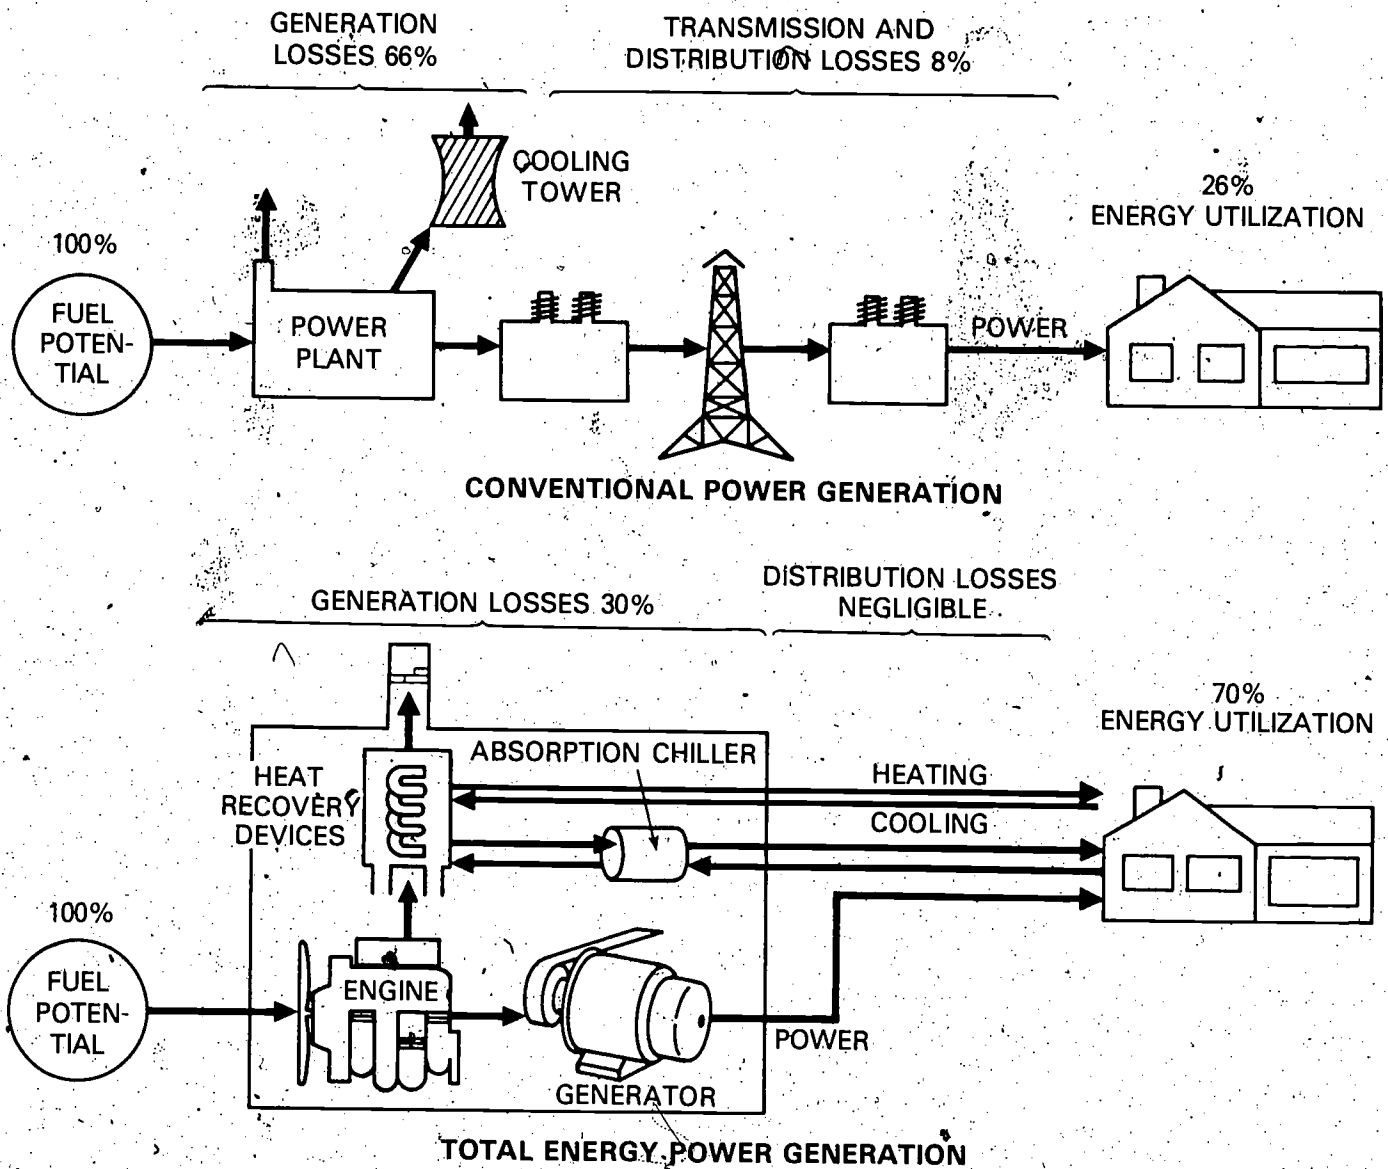 GENERATION
LOSSES 66%
TRANSMISSION AND
DISTRIBUTION LOSSES 8%
COOLING
TOWER
26%
ENERGY UTILIZATION
100%
FUEL
POTEN-
TIAL
POWER
PLANT
POWER
CONVENTIONAL POWER GENERATION
GENERATION LOSSES 30%
DISTRIBUTION LOSSES
NEGLIGIBLE
70%
ENERGY UTILIZATION
ABSORPTION CHILLER
HEAT
RECOVERY
DEVICES
HEATING
COOLING
100%
FUEL
POTEN-
TIAL
ENGINE
POWER
GENERATOR
TOTAL ENERGY POWER GENERATION